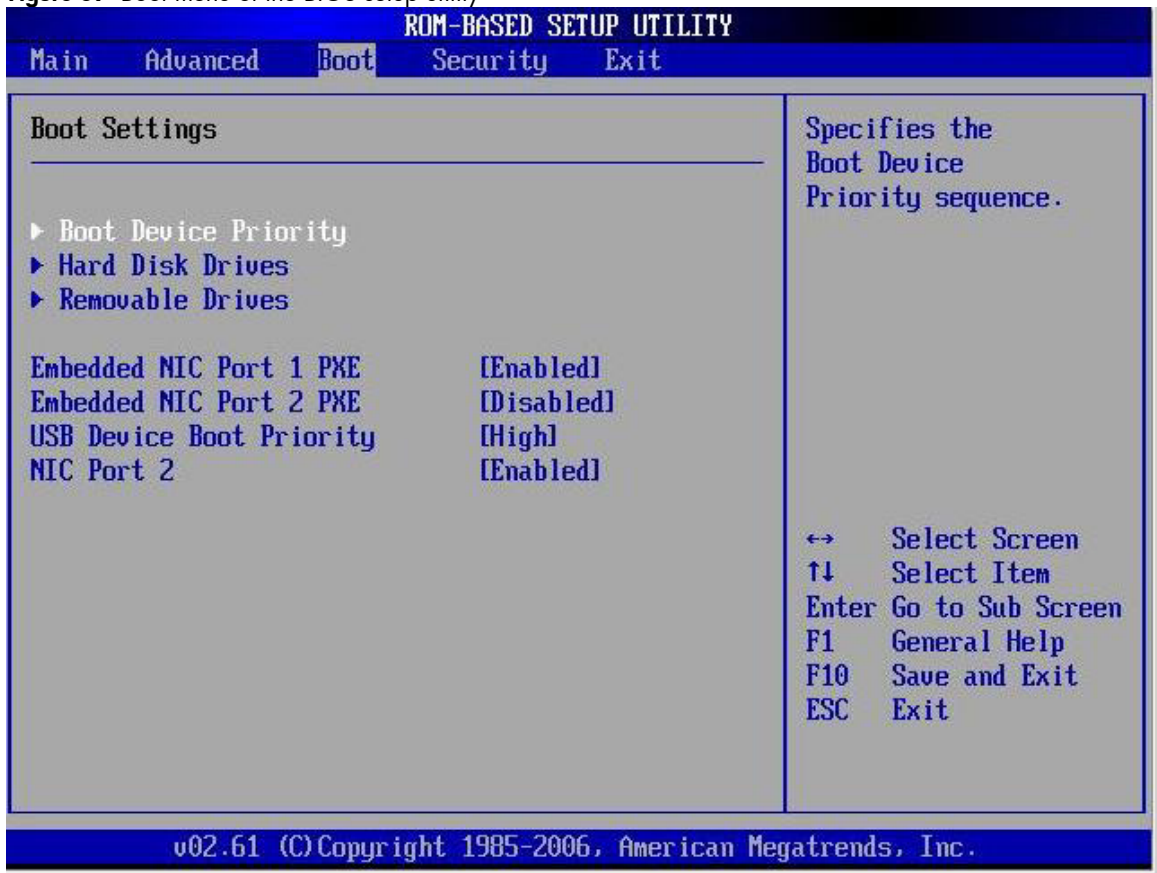 ROM-BASED SETUP UTILITY
Main Advanced Boot Security Exit
Boot Settings
Specifies the
Boot Device
Priority sequence.
▶ Boot Device Priority
▶ Hard Disk Drives
▶ Removable Drives
Embedded NIC Port 1 PXE [Enabled]
Embedded NIC Port 2 PXE [Disabled]
USB Device Boot Priority [High]
NIC Port 2 [Enabled]
↔ Select Screen
↑↓ Select Item
Enter Go to Sub Screen
F1 General Help
F10 Save and Exit
ESC Exit
v02.61 (C)Copyright 1985-2006, American Megatrends, Inc.